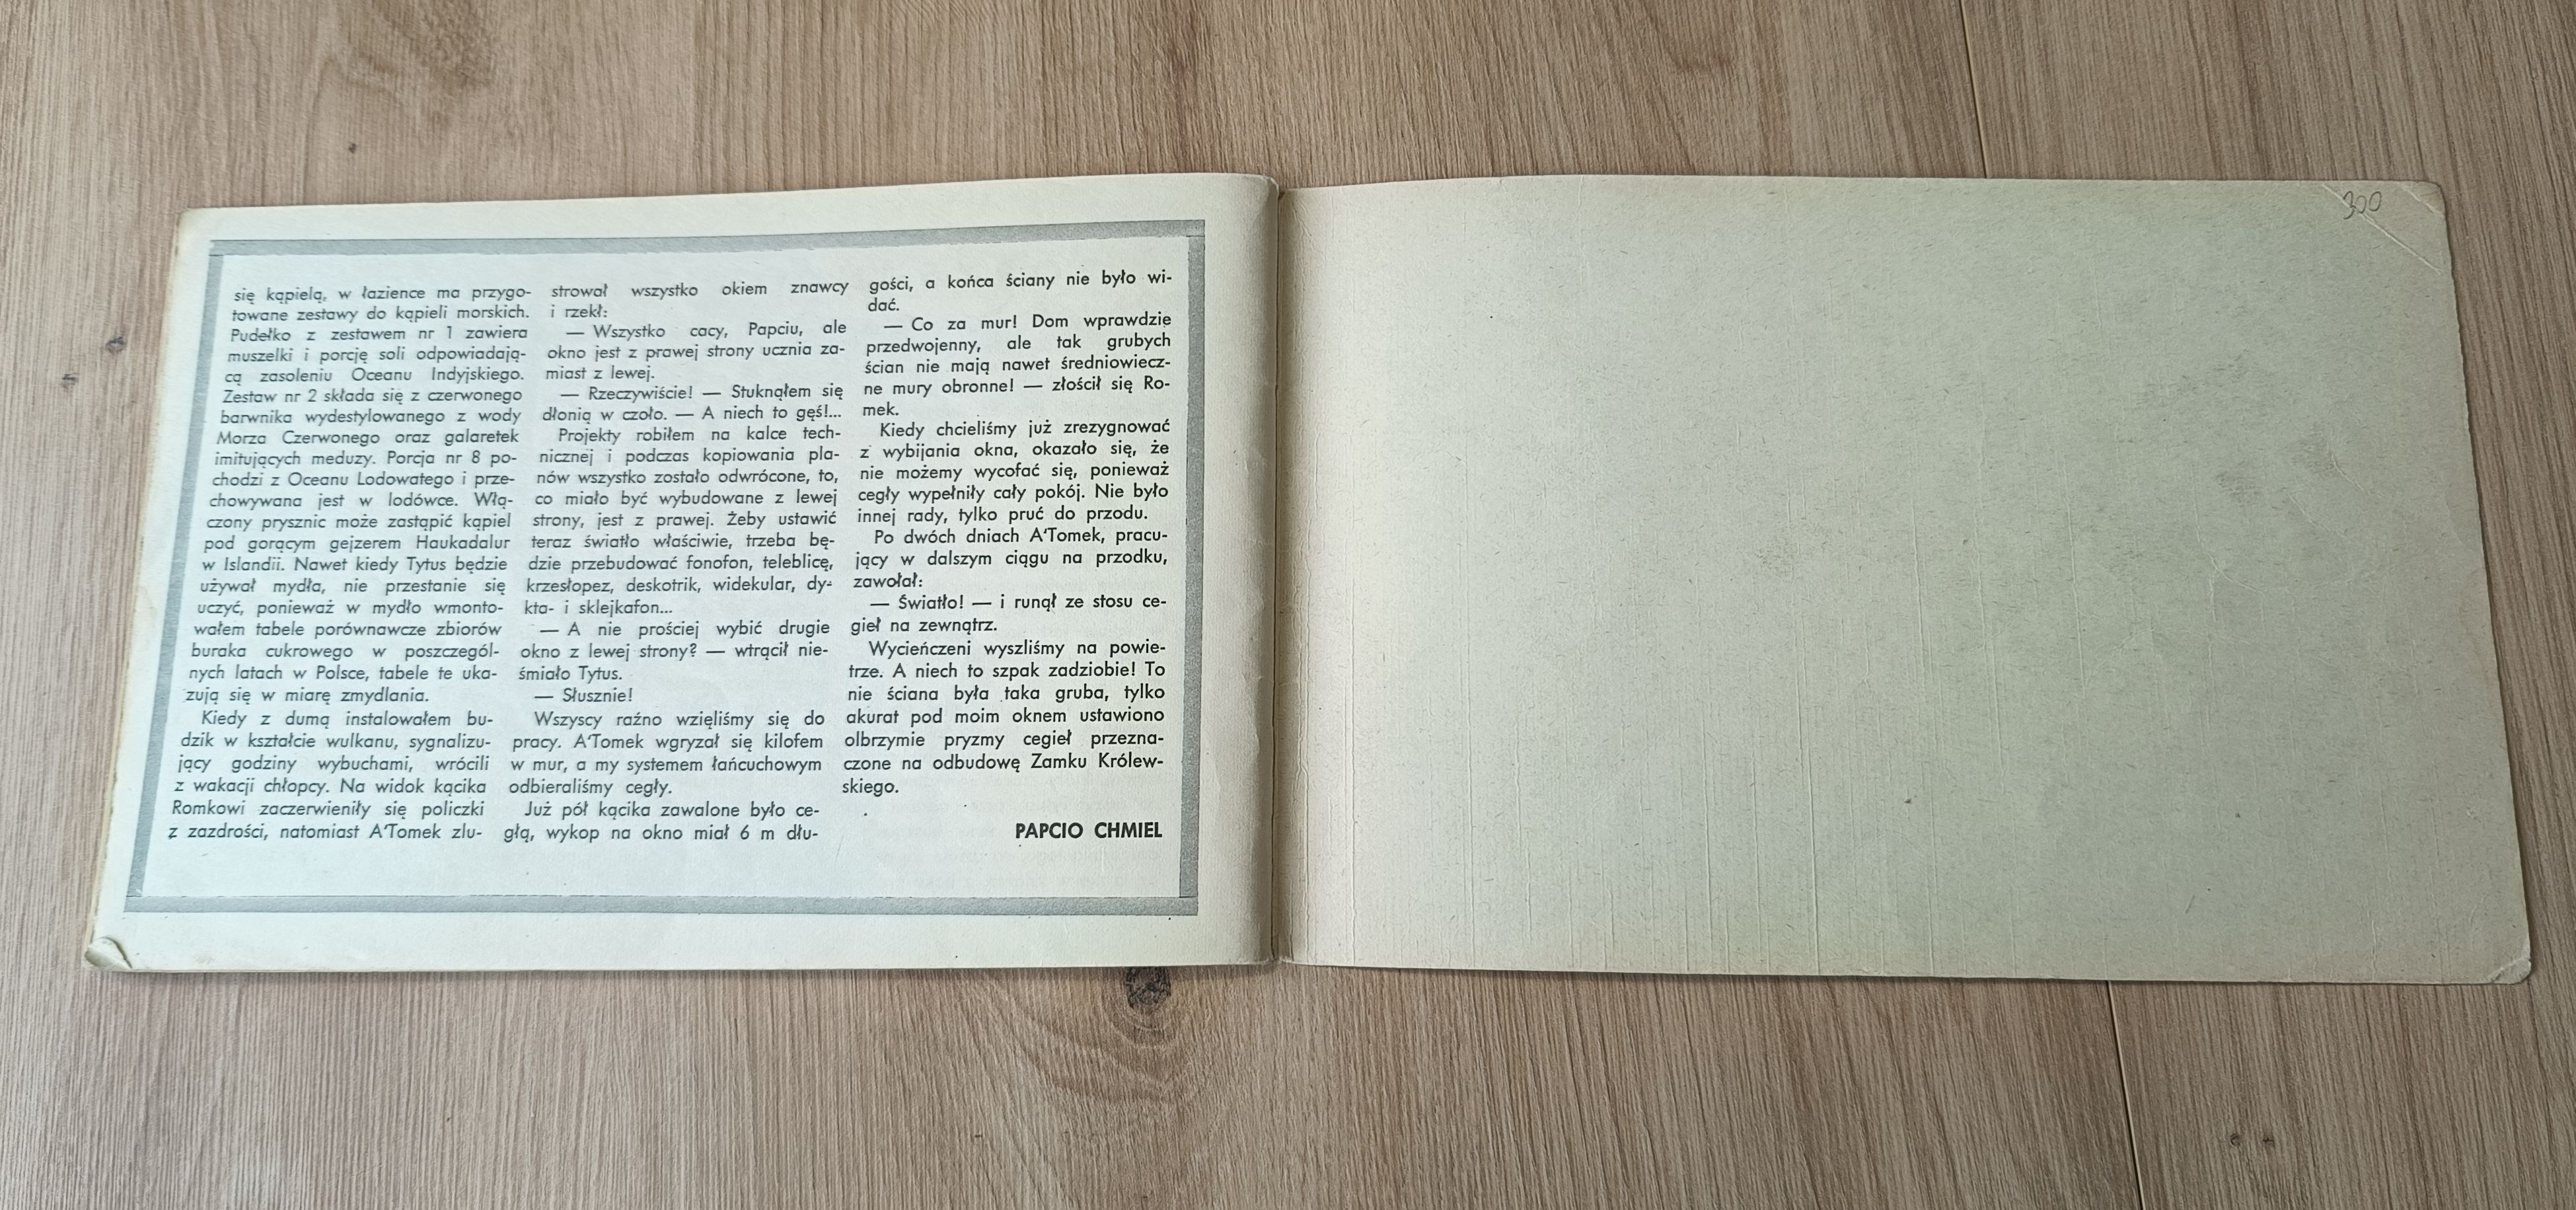 się kąpielą, w łazience ma przygo-
towane zestawy do kąpieli morskich.
Pudełko z zestawem nr 1 zawiera
muszelki i porcję soli odpowiadają-
cą zasoleniu Oceanu Indyjskiego.
Zestaw nr 2 składa się z czerwonego
barwnika wydestylowanego z wody
Morza Czerwonego oraz galaretek
imitujących meduzy. Porcja nr 8 po-
chodzi z Oceanu Lodowatego i prze-
chowywana jest w lodówce. Włą-
czony prysznic może zastąpić kąpiel
pod gorącym gejzerem Haukadalur
w Islandii. Nawet kiedy Tytus będzie
używał mydła, nie przestanie się
uczyć, ponieważ w mydło wmonto-
wałem tabele porównawcze zbiorów
buraka cukrowego w poszczegól-
nych latach w Polsce, tabele te uka-
zują się w miarę zmydlania.
Kiedy z dumą instalowałem bu-
dzik w kształcie wulkanu, sygnalizu-
jący godziny wybuchami, wrócili
z wakacji chłopcy. Na widok kącika
Romkowi zaczerwieniły się policzki
z zazdrości, natomiast A'Tomek zlu-
strował wszystko okiem znawcy
i rzekł:
— Wszystko cacy, Papciu, ale
okno jest z prawej strony ucznia za-
miast z lewej.
— Rzeczywiście! — Stuknąłem się
dłonią w czoło. — A niech to gęś!...
Projekty robiłem na kalce tech-
nicznej i podczas kopiowania pla-
nów wszystko zostało odwrócone, to,
co miało być wybudowane z lewej
strony, jest z prawej. Żeby ustawić
teraz światło właściwie, trzeba bę-
dzie przebudować fonofon, teleblicę,
krzesłopez, deskotrik, widekular, dy-
kta- i sklejkafon...
— A nie prościej wybić drugie
okno z lewej strony? — wtrącił nie-
śmiało Tytus.
— Słusznie!
Wszyscy raźno wzięliśmy się do
pracy. A'Tomek wgryzał się kilofem
w mur, a my systemem łańcuchowym
odbieraliśmy cegły.
Już pół kącika zawalone było ce-
głą, wykop na okno miał 6 m dłu-
gości, a końca ściany nie było wi-
dać.
— Co za mur! Dom wprawdzie
przedwojenny, ale tak grubych
ścian nie mają nawet średniowiecz-
ne mury obronne! — złościł się Ro-
mek.
Kiedy chcieliśmy już zrezygnować
z wybijania okna, okazało się, że
nie możemy wycofać się, ponieważ
cegły wypełniły cały pokój. Nie było
innej rady, tylko pruć do przodu.
Po dwóch dniach A'Tomek, pracu-
jący w dalszym ciągu na przodku,
zawołał:
— Światło! — i runął ze stosu ce-
gieł na zewnątrz.
Wycieńczeni wyszliśmy na powie-
trze. A niech to szpak zadziobie! To
nie ściana była taka gruba, tylko
akurat pod moim oknem ustawiono
olbrzymie pryzmy cegieł przezna-
czone na odbudowę Zamku Królew-
skiego.
PAPCIO CHMIEL
300